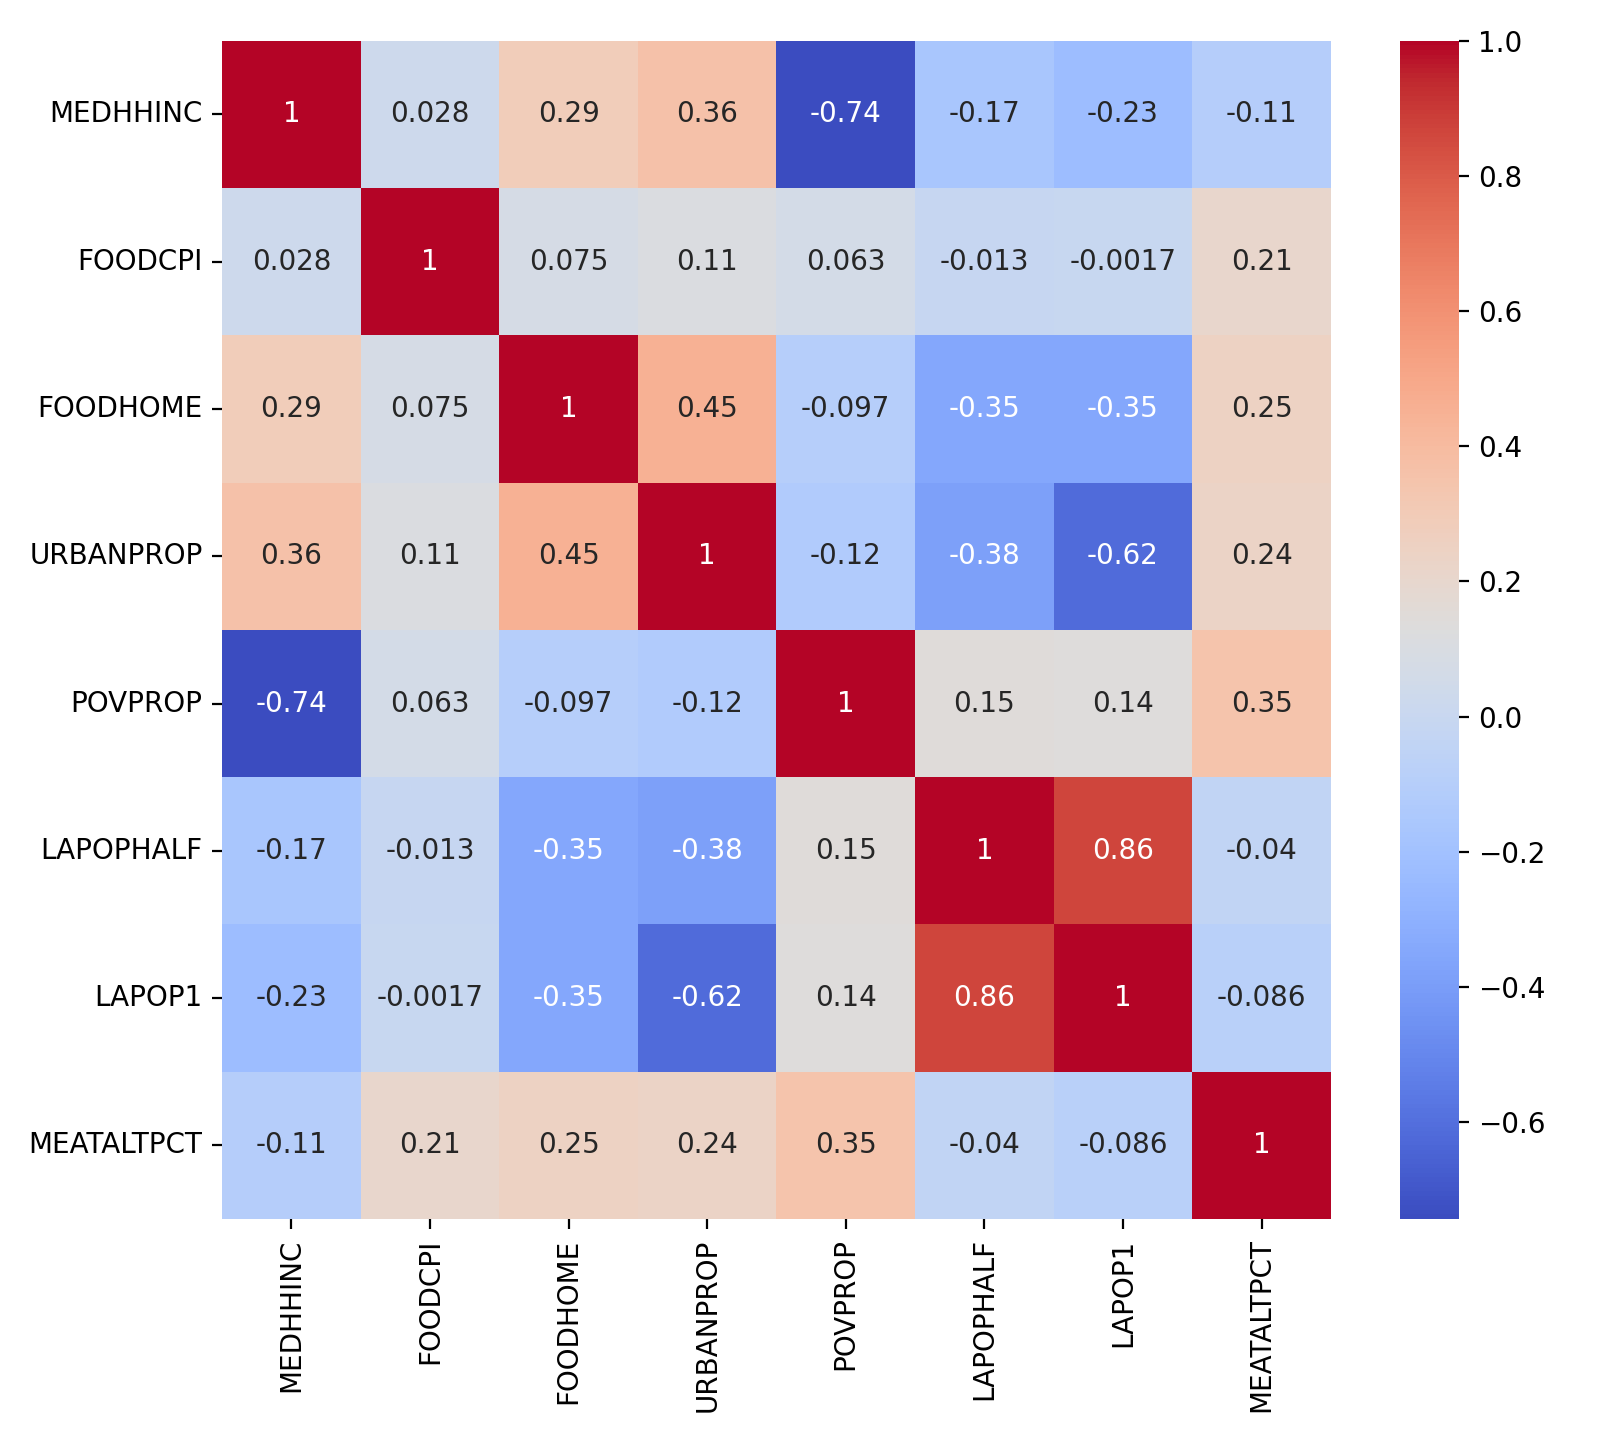 MEDHHINC 1 0.028 0.29 0.36 -0.74 -0.17 -0.23 -0.11
FOODCPI 0.028 1 0.075 0.11 0.063 -0.013 -0.0017 0.21
FOODHOME 0.29 0.075 1 0.45 -0.097 -0.35 -0.35 0.25
URBANPROP 0.36 0.11 0.45 1 -0.12 -0.38 -0.62 0.24
POVPROP -0.74 0.063 -0.097 -0.12 1 0.15 0.14 0.35
LAPOPHALF -0.17 -0.013 -0.35 -0.38 0.15 1 0.86 -0.04
LAPOP1 -0.23 -0.0017 -0.35 -0.62 0.14 0.86 1 -0.086
MEATALTPCT -0.11 0.21 0.25 0.24 0.35 -0.04 -0.086 1
MEDHHINC
FOODCPI
FOODHOME
URBANPROP
POVPROP
LAPOPHALF
LAPOP1
MEATALTPCT
1.0
0.8
0.6
0.4
0.2
0.0
−0.2
−0.4
−0.6